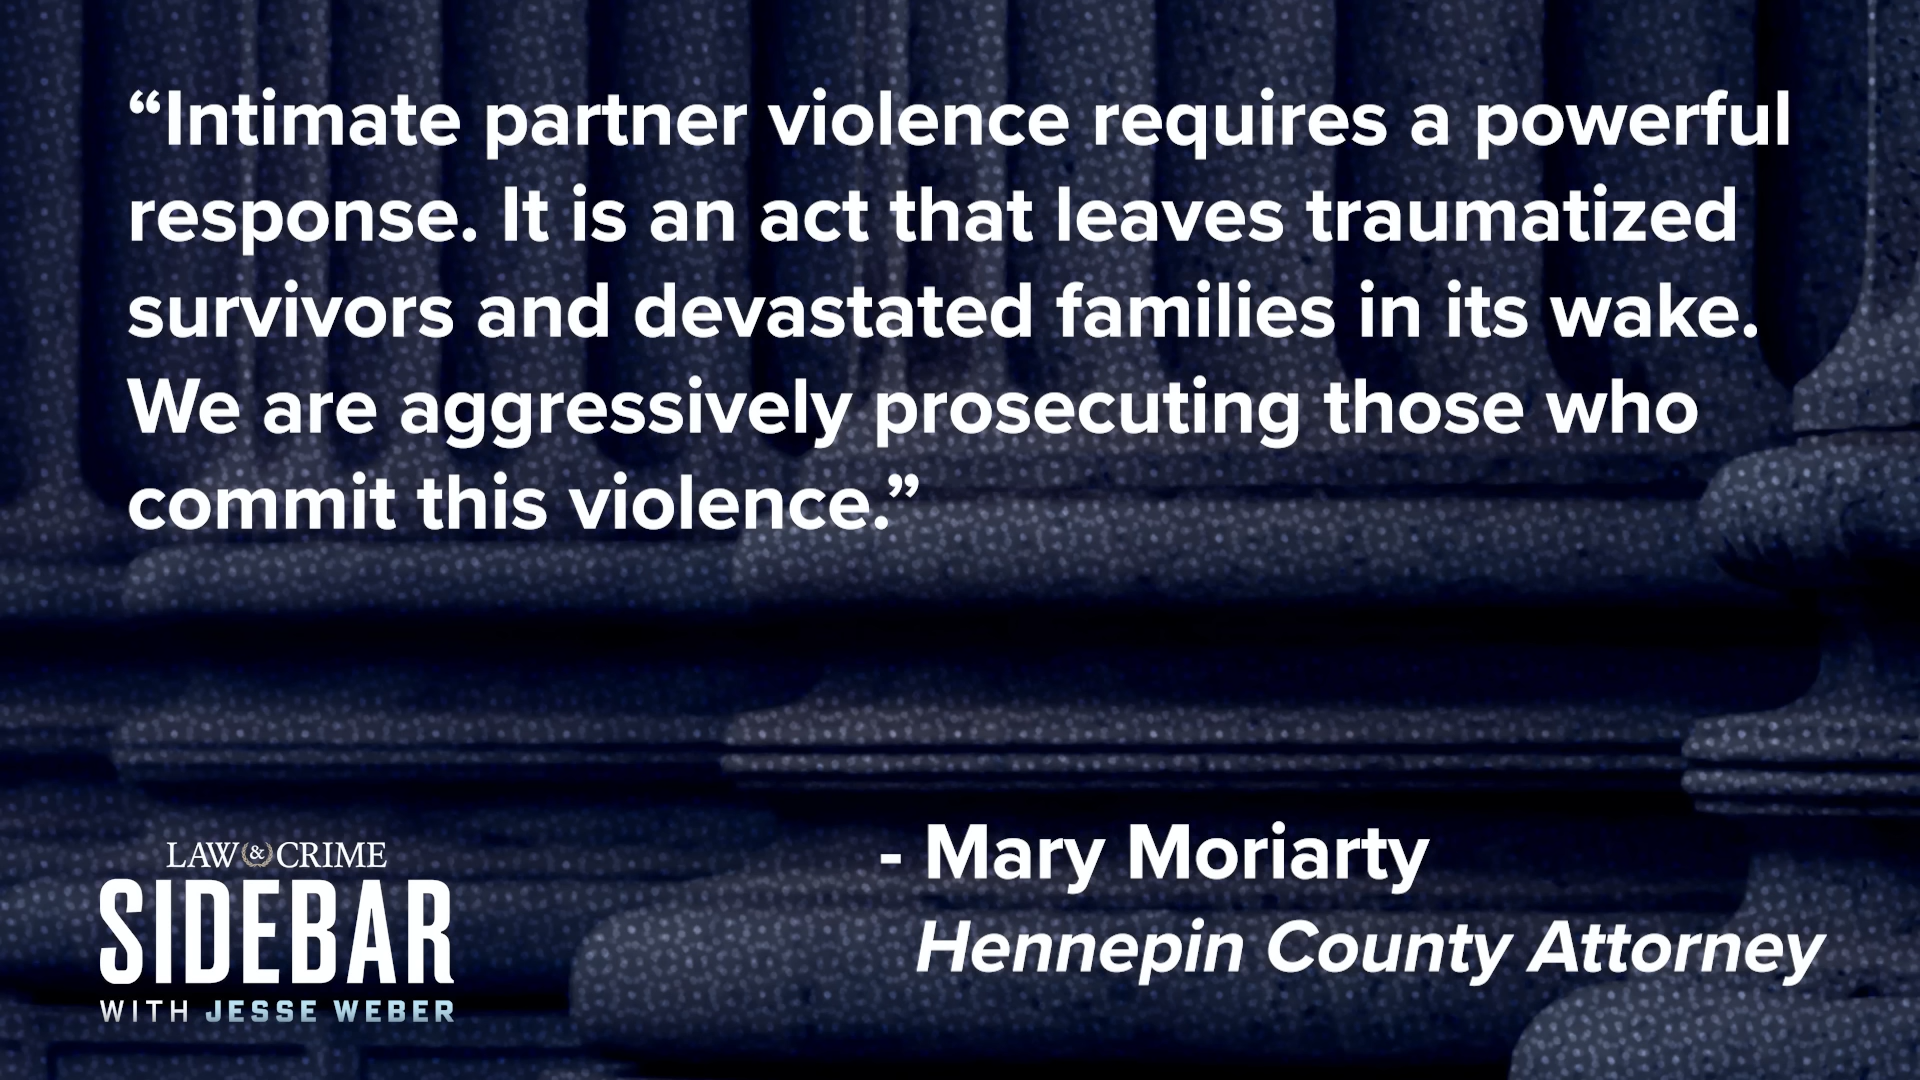 “Intimate partner violence requires a powerful
response. It is an act that leaves traumatized
survivors and devastated families in its wake.
We are aggressively prosecuting those who
commit this violence.”
- Mary Moriarty
Hennepin County Attorney
LAW & CRIME
SIDEBAR
WITH JESSE WEBER